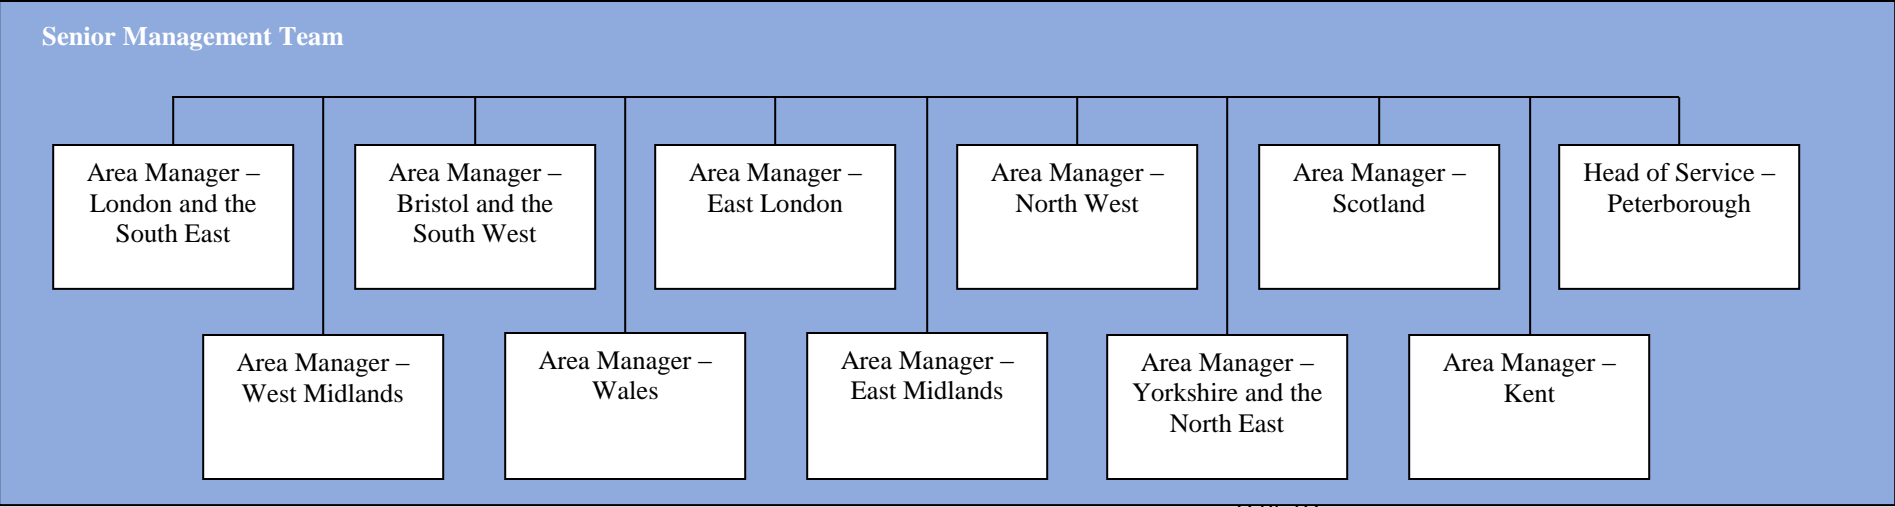 Senior Management Team
Area Manager –
London and the
South East
Area Manager –
Bristol and the
South West
Area Manager –
East London
Area Manager –
North West
Area Manager –
Scotland
Head of Service –
Peterborough
Area Manager –
West Midlands
Area Manager –
Wales
Area Manager –
East Midlands
Area Manager –
Yorkshire and the
North East
Area Manager –
Kent